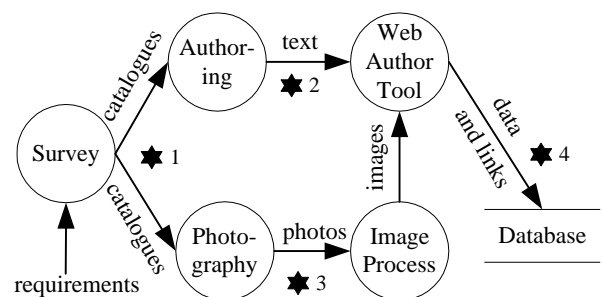 Author-
ing
text
Web
Author
Tool
catalogues
2
data
and links
Survey
1
4
catalogues
images
Photo-
graphy
photos
Image
Process
Database
requirements
3